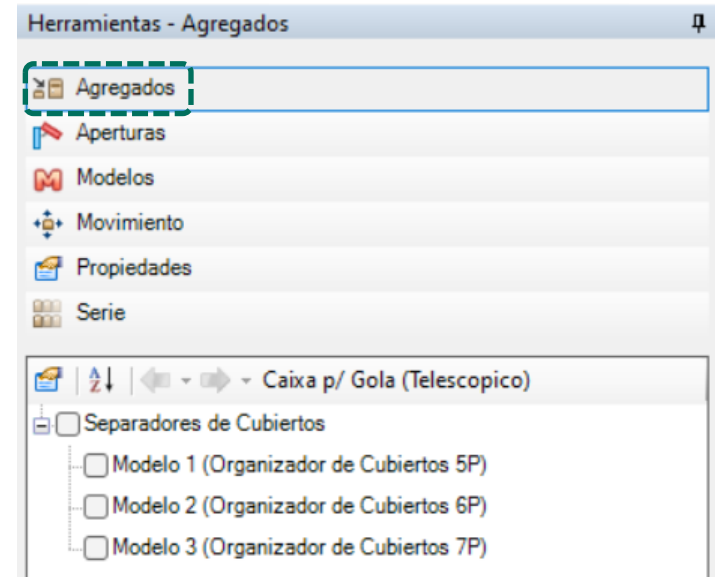 Herramientas - Agregados
Agregados
Aperturas
Modelos
Movimiento
Propiedades
Serie
Caixa p/ Gola (Telescopico)
Separadores de Cubiertos
Modelo 1 (Organizador de Cubiertos 5P)
Modelo 2 (Organizador de Cubiertos 6P)
Modelo 3 (Organizador de Cubiertos 7P)